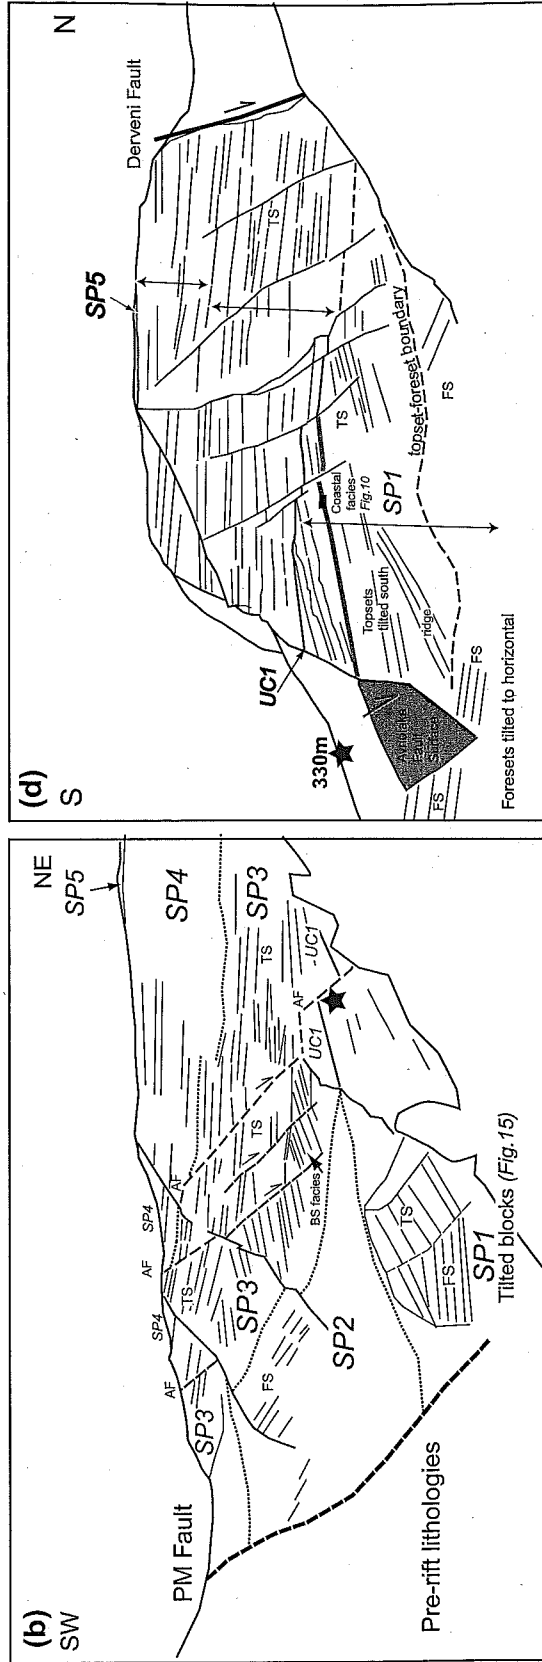 (b)
SW
NE
SP5
PM Fault
AF
SP4
AF
SP4
AF
SP4
SP3
TS
SP3
TS
TS
SP3
BS facies
UC1
AF
UC1
FS
SP2
TS
FS
SP1
Tilted blocks (Fig.15)
Pre-rift lithologies
(d)
S
N
SP5
Derveni Fault
UC1
330m
TS
TS
Coastal
facies
Fig.10
SP1
Topsets
tilted south
ridge
topset-foreset boundary
FS
Fault
Surface
FS
FS
Foresets tilted to horizontal